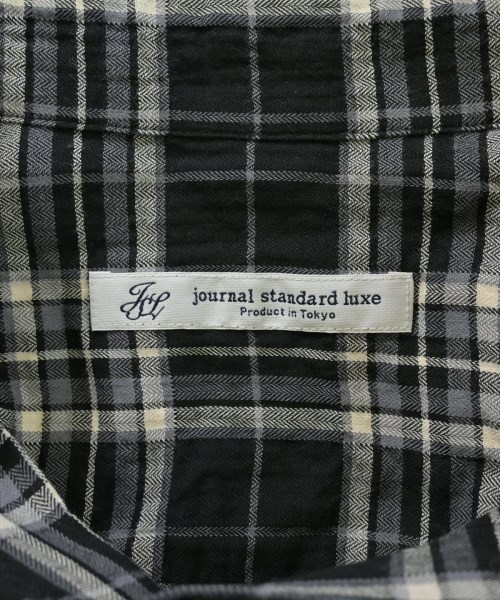 JSL journal standard luxe
Product in Tokyo